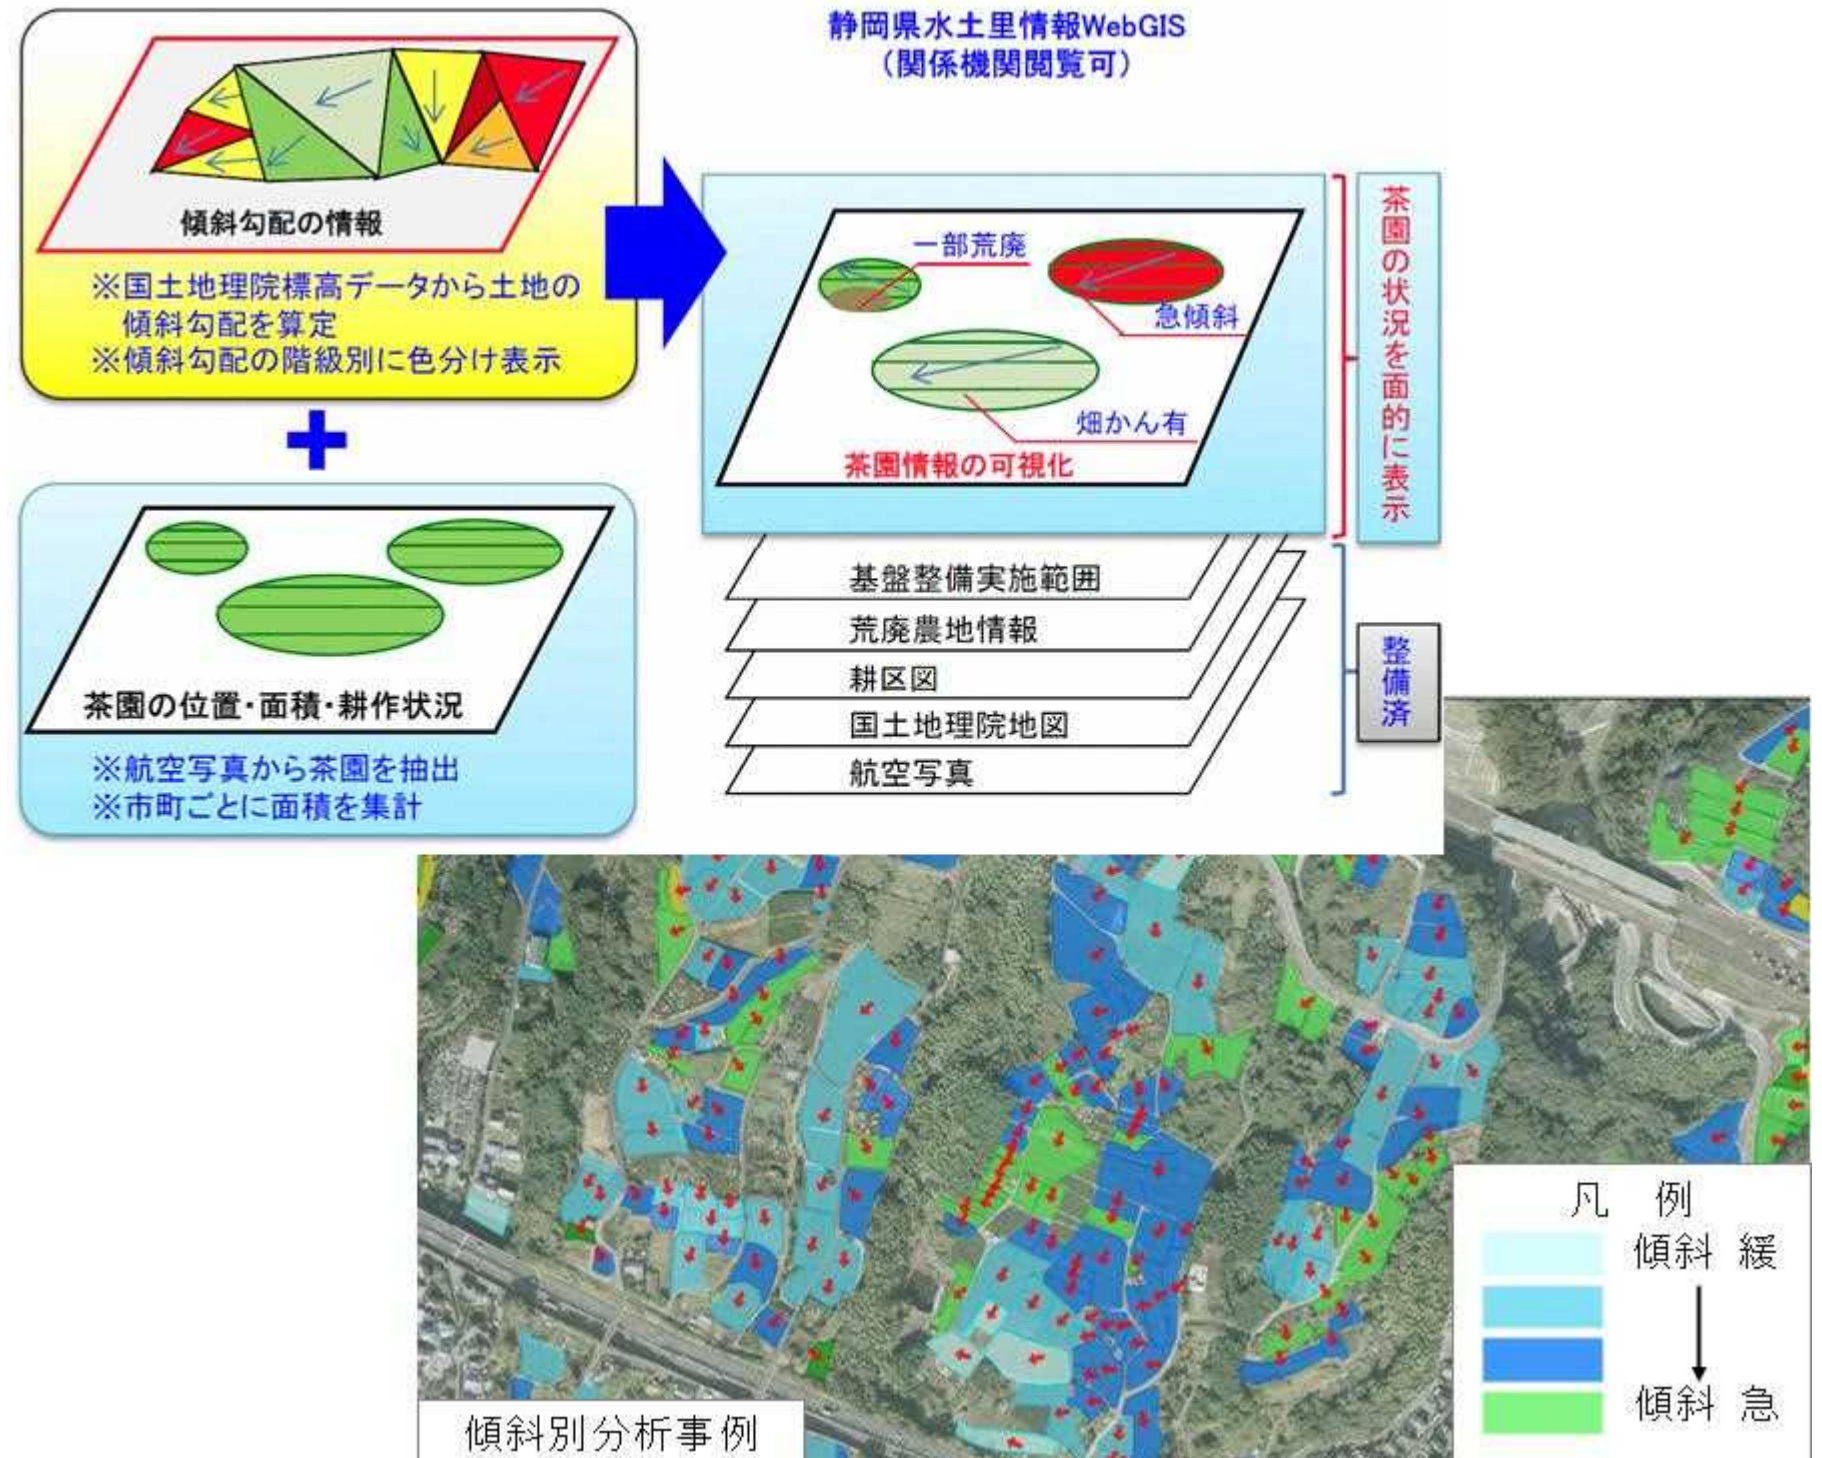 静岡県水土里情報WebGIS
（関係機関閲覧可）
傾斜勾配の情報
※国土地理院標高データから土地の
傾斜勾配を算定
※傾斜勾配の階級別に色分け表示
茶園の位置・面積・耕作状況
※航空写真から茶園を抽出
※市町ごとに面積を集計
一部荒廃
急傾斜
畑かん有
茶園情報の可視化
茶園の状況を面的に表示
基盤整備実施範囲
荒廃農地情報
耕区図
国土地理院地図
航空写真
整備済
凡 例
傾斜 緩
傾斜 急
傾斜別分析事例